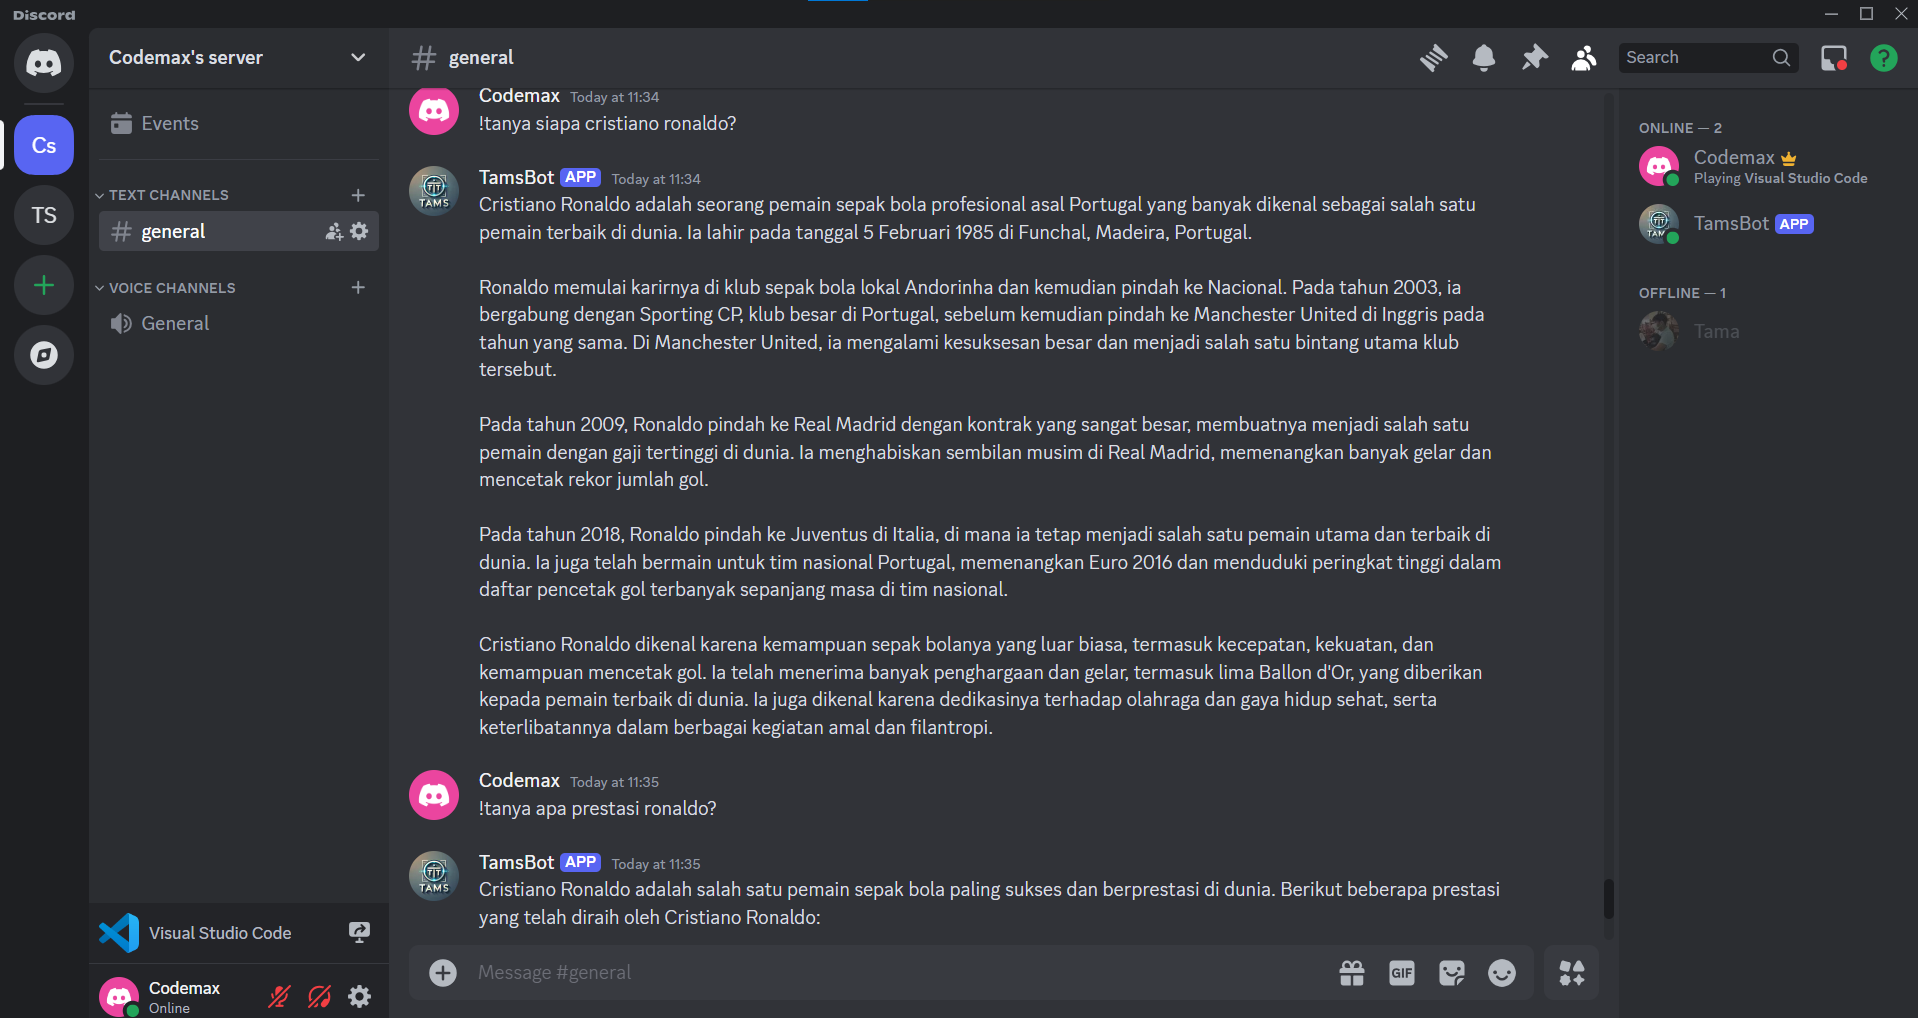 Discord
Codemax's server
general
Search
Events
Cs
TS
TEXT CHANNELS
general
VOICE CHANNELS
General
Codemax Today at 11:34
!tanya siapa cristiano ronaldo?
TamsBot APP Today at 11:34
Cristiano Ronaldo adalah seorang pemain sepak bola profesional asal Portugal yang banyak dikenal sebagai salah satu
pemain terbaik di dunia. Ia lahir pada tanggal 5 Februari 1985 di Funchal, Madeira, Portugal.
Ronaldo memulai karirnya di klub sepak bola lokal Andorinha dan kemudian pindah ke Nacional. Pada tahun 2003, ia
bergabung dengan Sporting CP, klub besar di Portugal, sebelum kemudian pindah ke Manchester United di Inggris pada
tahun yang sama. Di Manchester United, ia mengalami kesuksesan besar dan menjadi salah satu bintang utama klub
tersebut.
Pada tahun 2009, Ronaldo pindah ke Real Madrid dengan kontrak yang sangat besar, membuatnya menjadi salah satu
pemain dengan gaji tertinggi di dunia. Ia menghabiskan sembilan musim di Real Madrid, memenangkan banyak gelar dan
mencetak rekor jumlah gol.
Pada tahun 2018, Ronaldo pindah ke Juventus di Italia, di mana ia tetap menjadi salah satu pemain utama dan terbaik di
dunia. Ia juga telah bermain untuk tim nasional Portugal, memenangkan Euro 2016 dan menduduki peringkat tinggi dalam
daftar pencetak gol terbanyak sepanjang masa di tim nasional.
Cristiano Ronaldo dikenal karena kemampuan sepak bolanya yang luar biasa, termasuk kecepatan, kekuatan, dan
kemampuan mencetak gol. Ia telah menerima banyak penghargaan dan gelar, termasuk lima Ballon d'Or, yang diberikan
kepada pemain terbaik di dunia. Ia juga dikenal karena dedikasinya terhadap olahraga dan gaya hidup sehat, serta
keterlibatannya dalam berbagai kegiatan amal dan filantropi.
Codemax Today at 11:35
!tanya apa prestasi ronaldo?
TamsBot APP Today at 11:35
Cristiano Ronaldo adalah salah satu pemain sepak bola paling sukses dan berprestasi di dunia. Berikut beberapa prestasi
yang telah diraih oleh Cristiano Ronaldo:
Message #general
GIF
ONLINE — 2
Codemax
Playing Visual Studio Code
TamsBot APP
OFFLINE — 1
Tama
Visual Studio Code
Codemax
Online
TAMS
TAMS